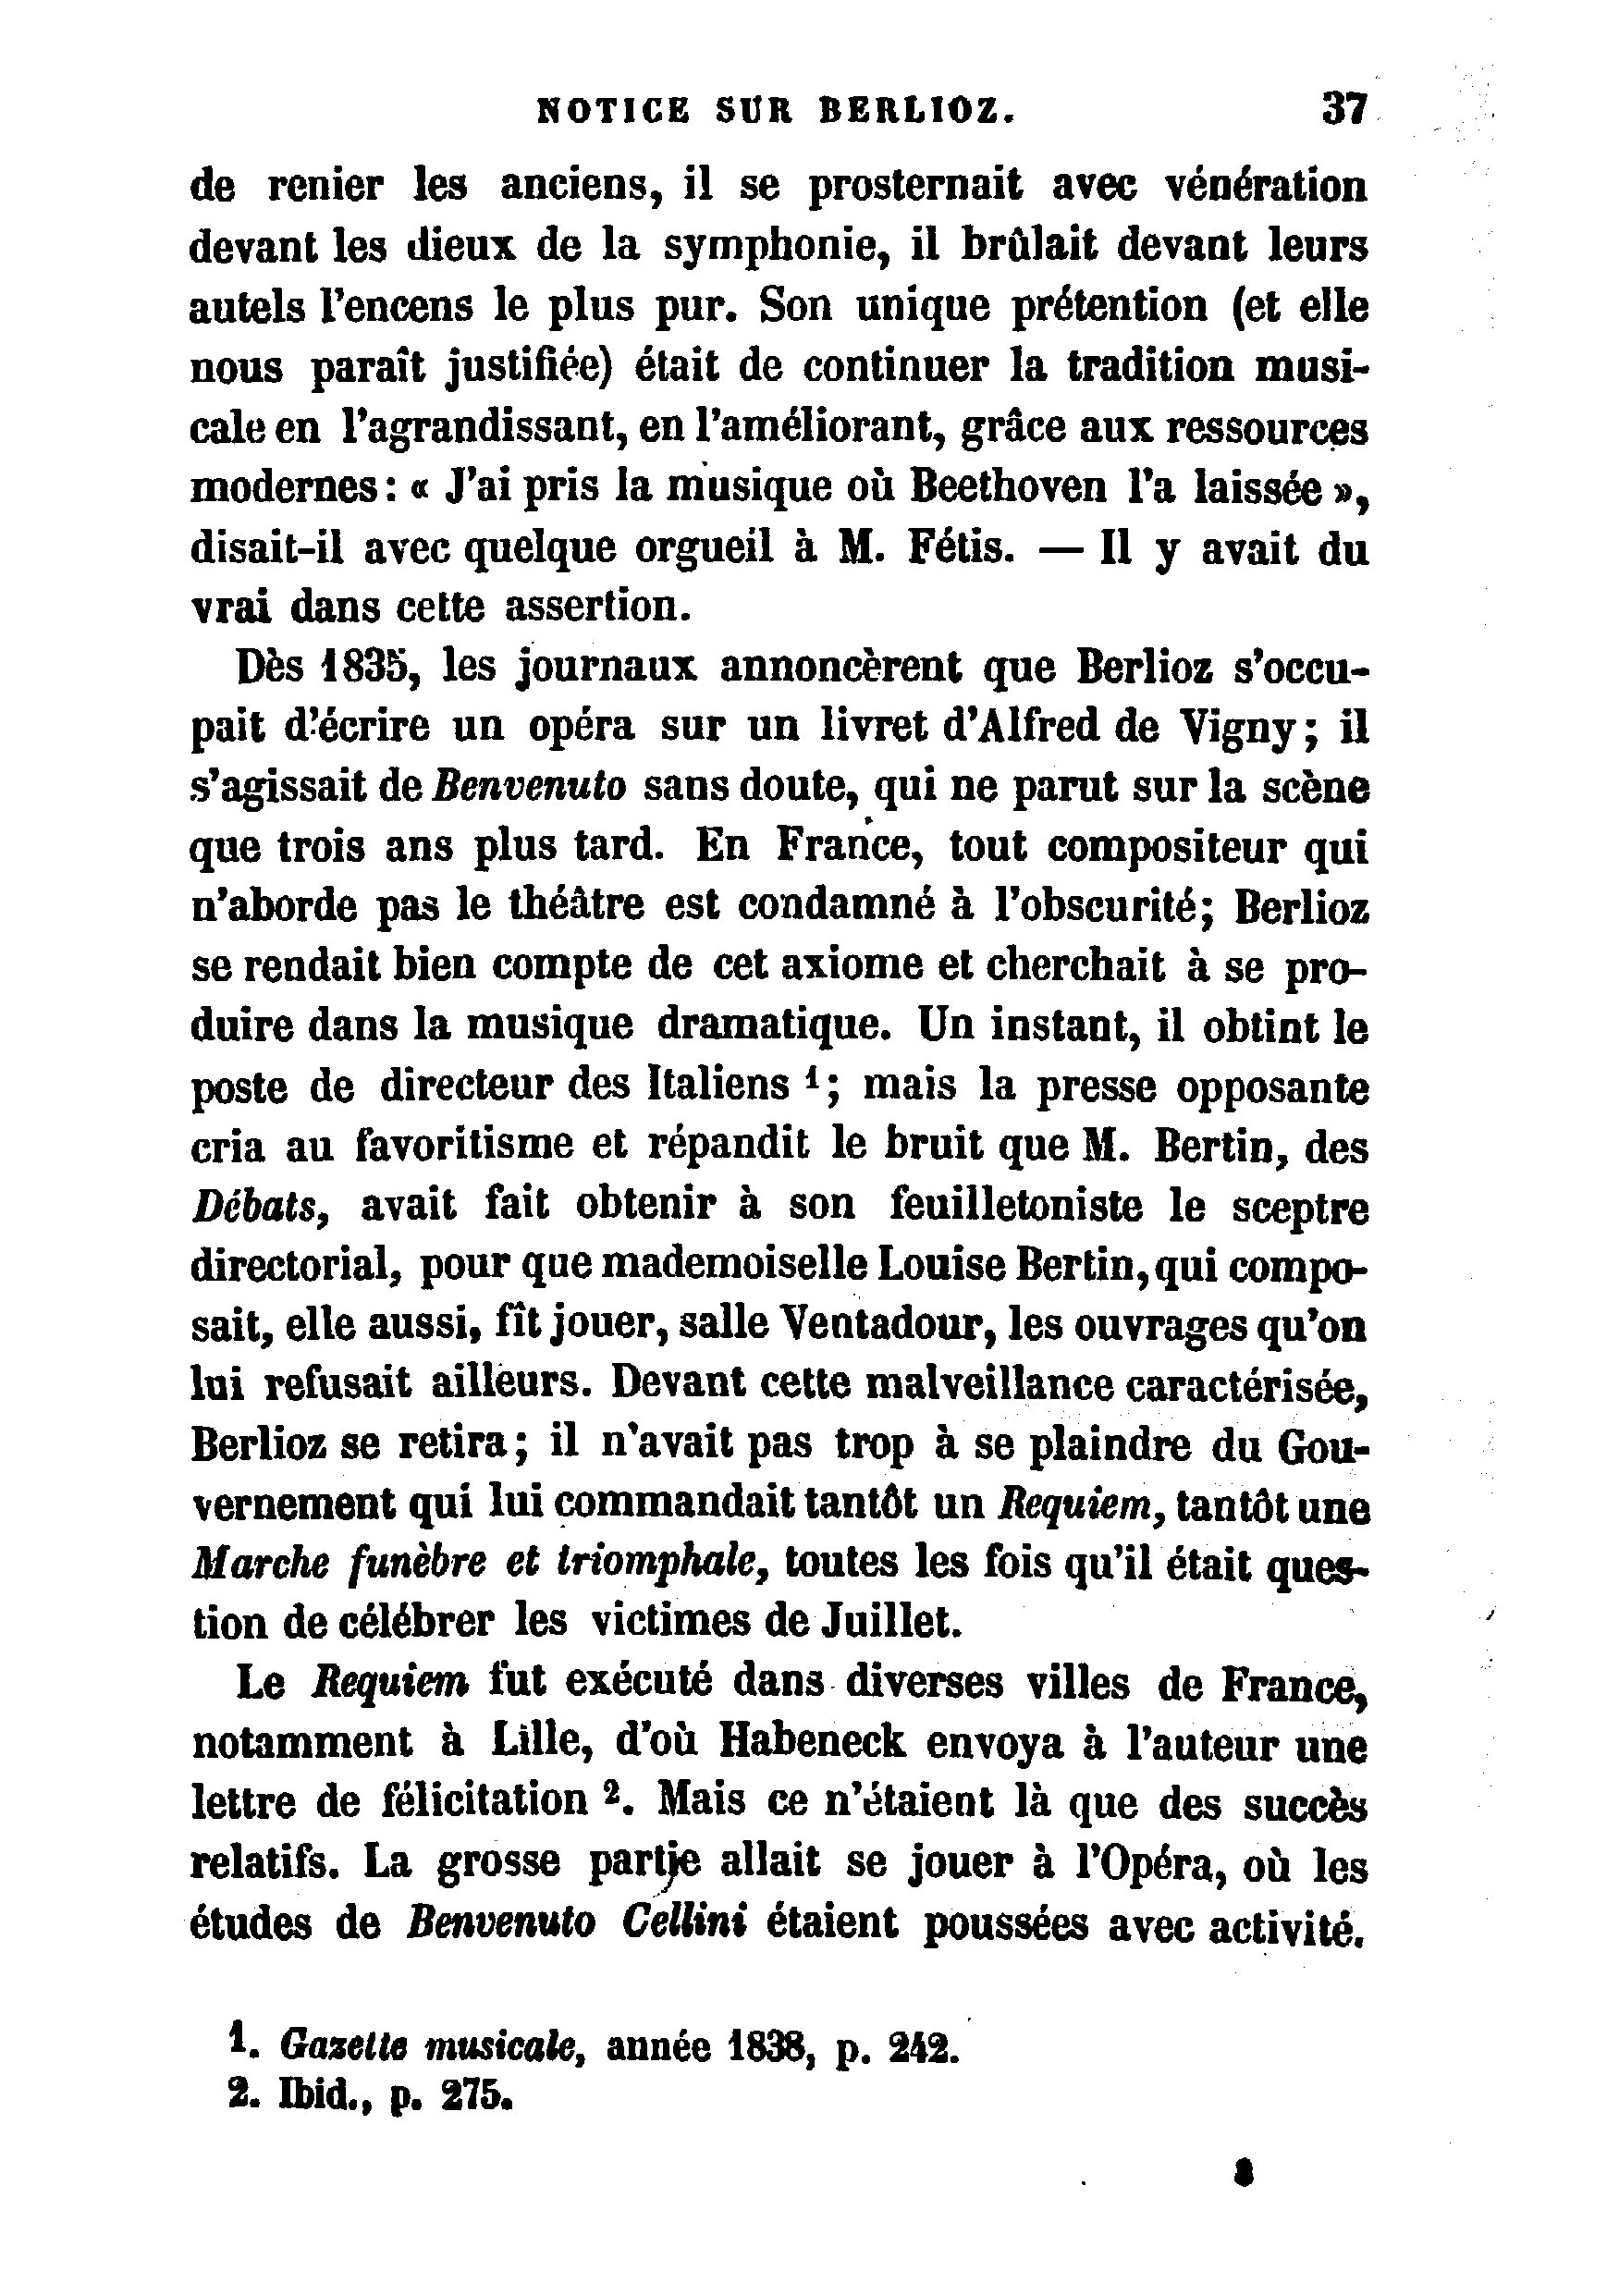 NOTICE SUR BERLIOZ. 37
de renier les anciens, il se prosternait avec vénération
devant les dieux de la symphonie, il brûlait devant leurs
autels l'encens le plus pur. Son unique prétention (et elle
nous paraît justifiée) était de continuer la tradition musi-
cale en l'agrandissant, en l'améliorant, grâce aux ressources
modernes : « J'ai pris la musique où Beethoven l'a laissée »,
disait-il avec quelque orgueil à M. Fétis. — Il y avait du
vrai dans cette assertion.
Dès 1835, les journaux annoncèrent que Berlioz s'occu-
pait d'écrire un opéra sur un livret d'Alfred de Vigny ; il
s'agissait de Benvenuto sans doute, qui ne parut sur la scène
que trois ans plus tard. En France, tout compositeur qui
n'aborde pas le théâtre est condamné à l'obscurité; Berlioz
se rendait bien compte de cet axiome et cherchait à se pro-
duire dans la musique dramatique. Un instant, il obtint le
poste de directeur des Italiens ¹; mais la presse opposante
cria au favoritisme et répandit le bruit que M. Bertin, des
Débats, avait fait obtenir à son feuilletoniste le sceptre
directorial, pour que mademoiselle Louise Bertin, qui compo-
sait, elle aussi, fît jouer, salle Ventadour, les ouvrages qu'on
lui refusait ailleurs. Devant cette malveillance caractérisée,
Berlioz se retira ; il n'avait pas trop à se plaindre du Gou-
vernement qui lui commandait tantôt un Requiem, tantôt une
Marche funèbre et triomphale, toutes les fois qu'il était ques-
tion de célébrer les victimes de Juillet.
Le Requiem fut exécuté dans diverses villes de France,
notamment à Lille, d'où Habeneck envoya à l'auteur une
lettre de félicitation ². Mais ce n'étaient là que des succès
relatifs. La grosse partie allait se jouer à l'Opéra, où les
études de Benvenuto Cellini étaient poussées avec activité.
1. Gazette musicale, année 1838, p. 242.
2. Ibid., p. 275.